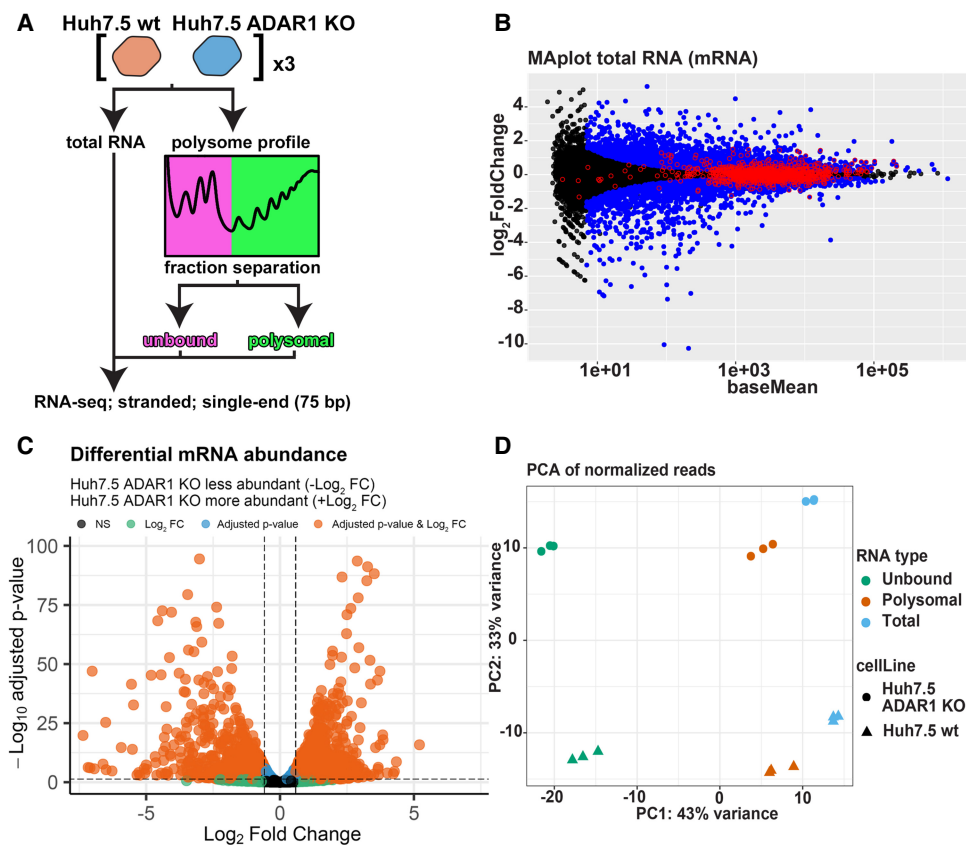 A
Huh7.5 wt Huh7.5 ADAR1 KO
[ ] x3
total RNA
polysome profile
fraction separation
unbound
polysomal
RNA-seq; stranded; single-end (75 bp)
B
MAplot total RNA (mRNA)
log2FoldChange
4
2
0
-2
-4
-6
-8
-10
1e+01
1e+03
1e+05
baseMean
C
Differential mRNA abundance
Huh7.5 ADAR1 KO less abundant (-Log2 FC)
Huh7.5 ADAR1 KO more abundant (+Log2 FC)
NS
Log2 FC
Adjusted p-value
Adjusted p-value & Log2 FC
– Log10 adjusted p-value
100
75
50
25
0
-5
0
5
Log2 Fold Change
D
PCA of normalized reads
PC2: 33% variance
10
0
-10
-20
-10
0
10
PC1: 43% variance
RNA type
Unbound
Polysomal
Total
cellLine
Huh7.5
ADAR1 KO
Huh7.5 wt